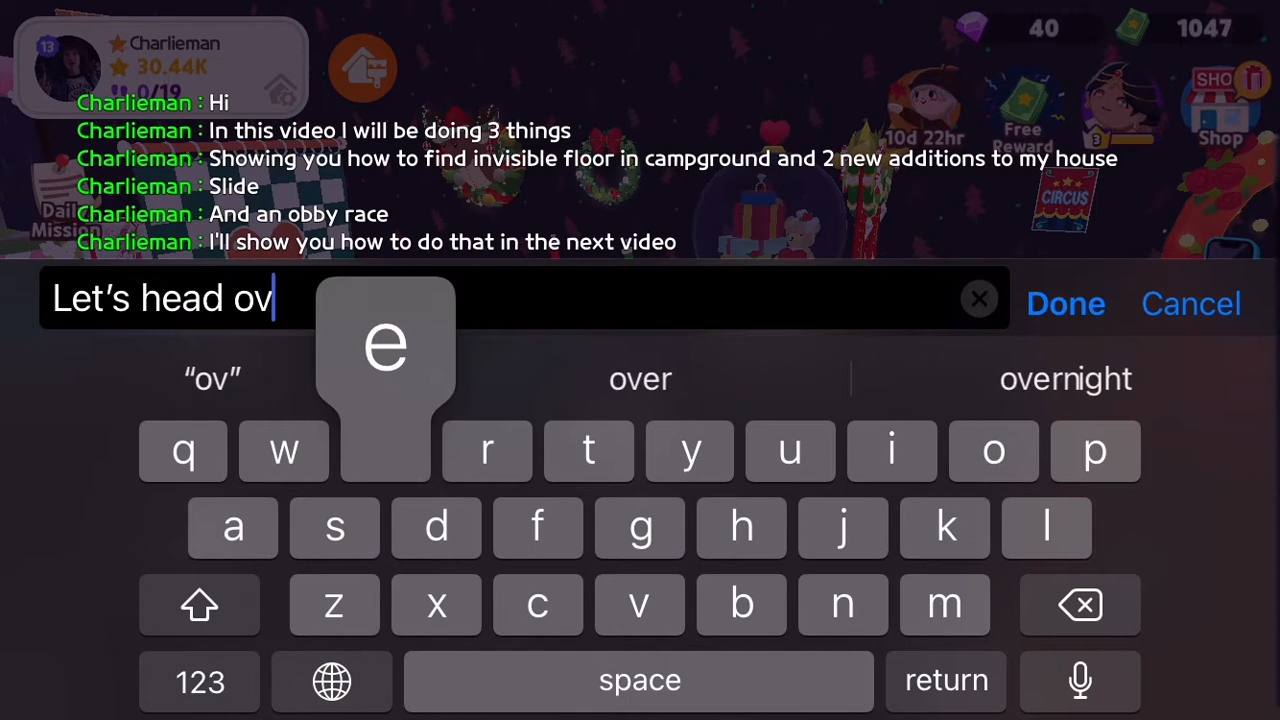 13
Charlieman
30.44K
0/19
40
1047
Charlieman : Hi
Charlieman : In this video I will be doing 3 things
Charlieman : Showing you how to find invisible floor in campground and 2 new additions to my house
Charlieman : Slide
Charlieman : And an obby race
Charlieman : I'll show you how to do that in the next video
10d 22hr
Free
Reward
3
SHO
Shop
Dail
Mission
CIRCUS
Let’s head ov
Done
Cancel
e
“ov”
over
overnight
q w r t y u i o p
a s d f g h j k l
z x c v b n m
123
space
return